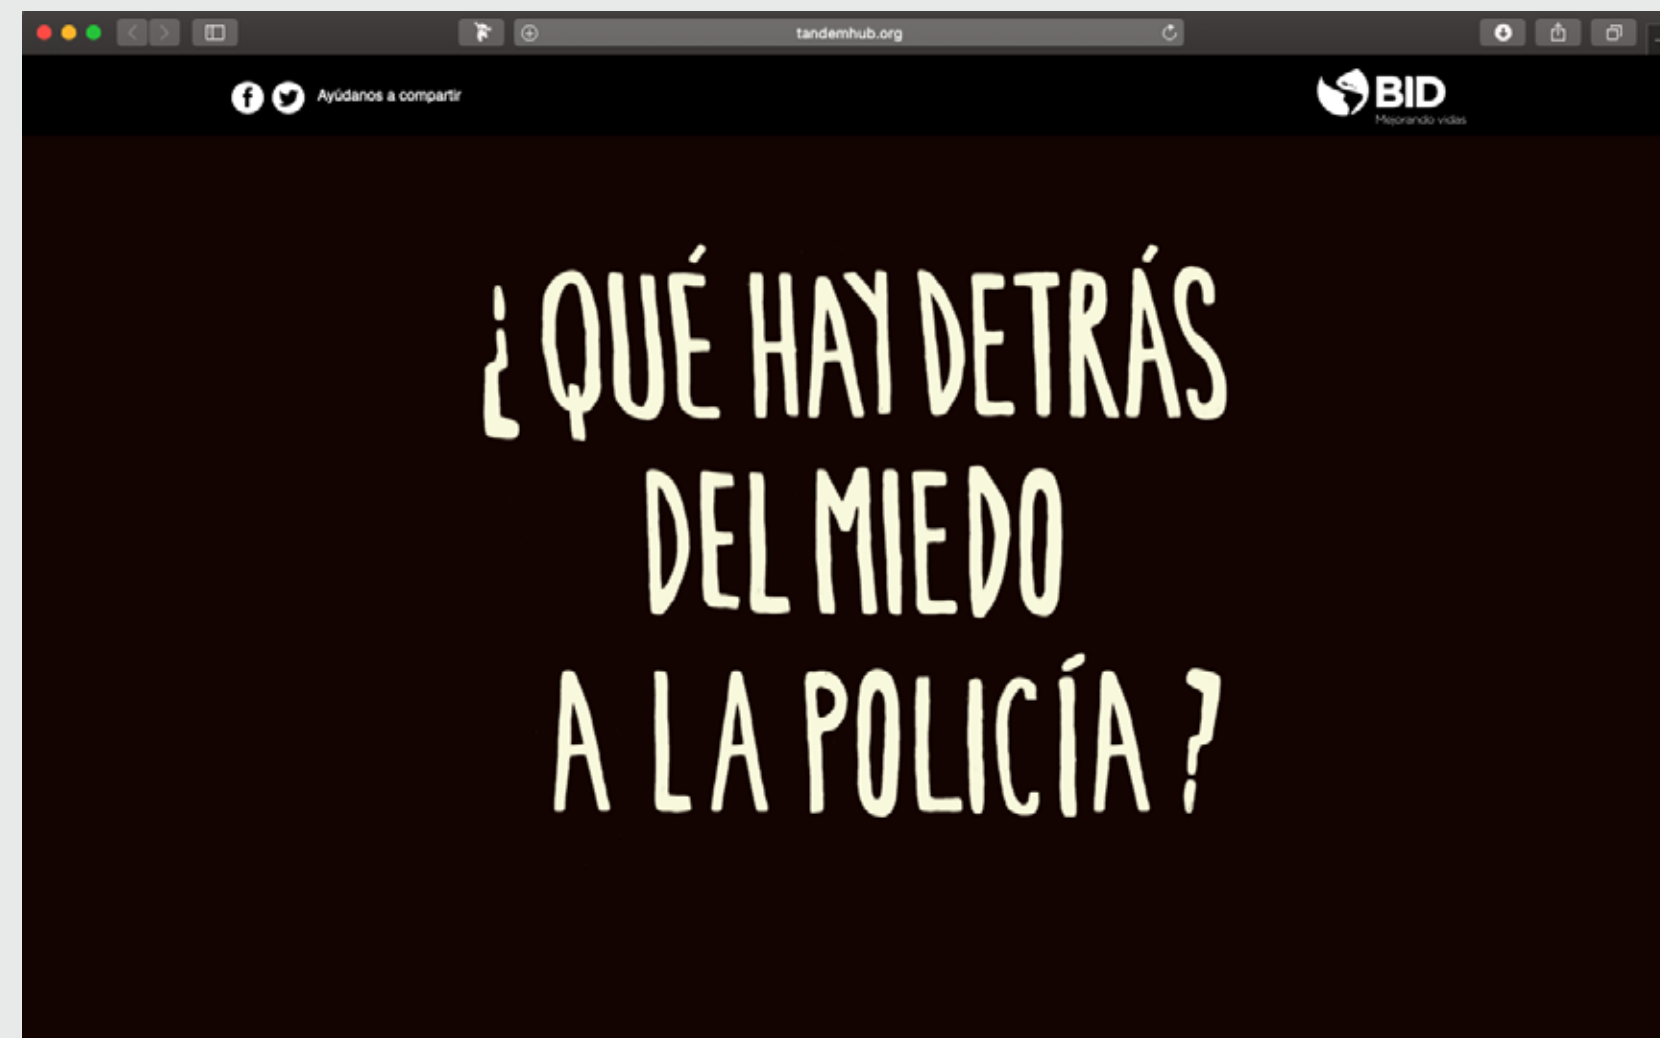 tandemhub.org
Ayúdanos a compartir
BID
Mejorando vidas
¿QUÉ HAY DETRÁS
DEL MIEDO
A LA POLICÍA?